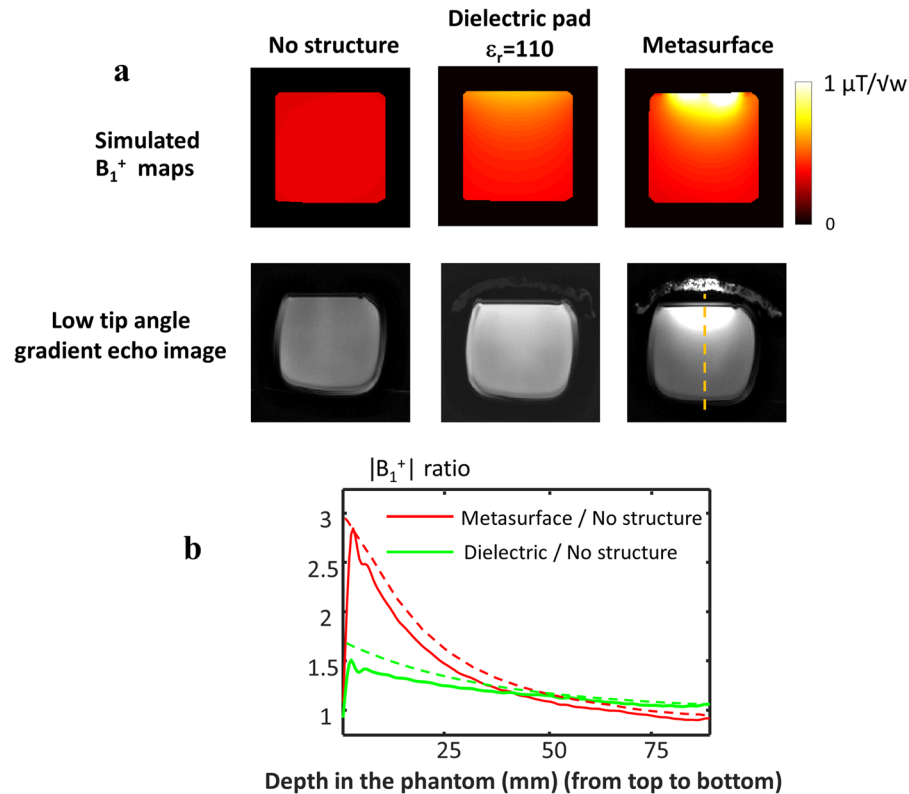 a
No structure
Dielectric pad
εr=110
Metasurface
Simulated
B₁⁺ maps
1 μT/√w
0
Low tip angle
gradient echo image
b
|B₁⁺| ratio
3
2.5
2
1.5
1
Metasurface / No structure
Dielectric / No structure
25
50
75
Depth in the phantom (mm) (from top to bottom)